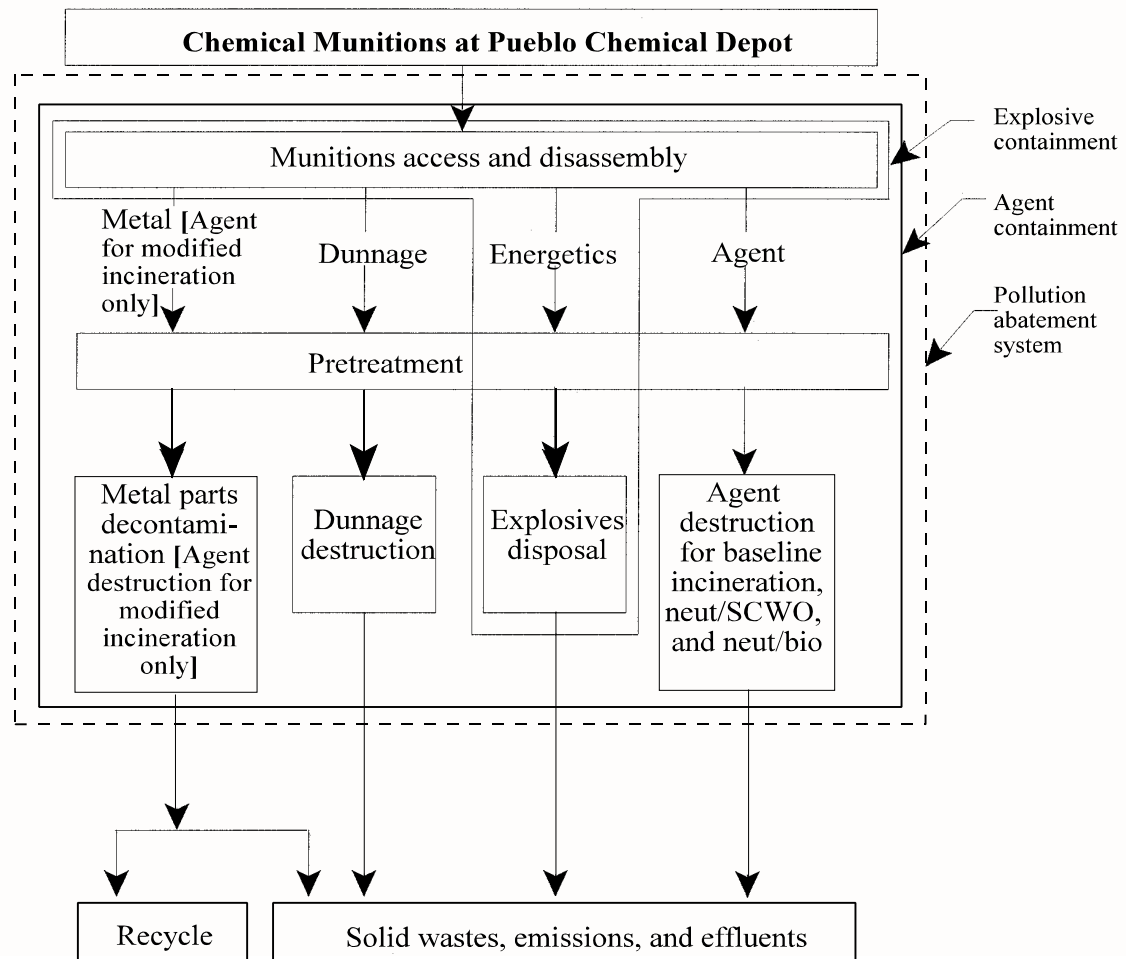 Chemical Munitions at Pueblo Chemical Depot
Explosive
containment
Munitions access and disassembly
Agent
containment
Metal [Agent
for modified
incineration
only]
Dunnage
Energetics
Agent
Pollution
abatement
system
Pretreatment
Metal parts
decontami-
nation [Agent
destruction for
modified
incineration
only]
Dunnage
destruction
Explosives
disposal
Agent
destruction
for baseline
incineration,
neut/SCWO,
and neut/bio
Recycle
Solid wastes, emissions, and effluents